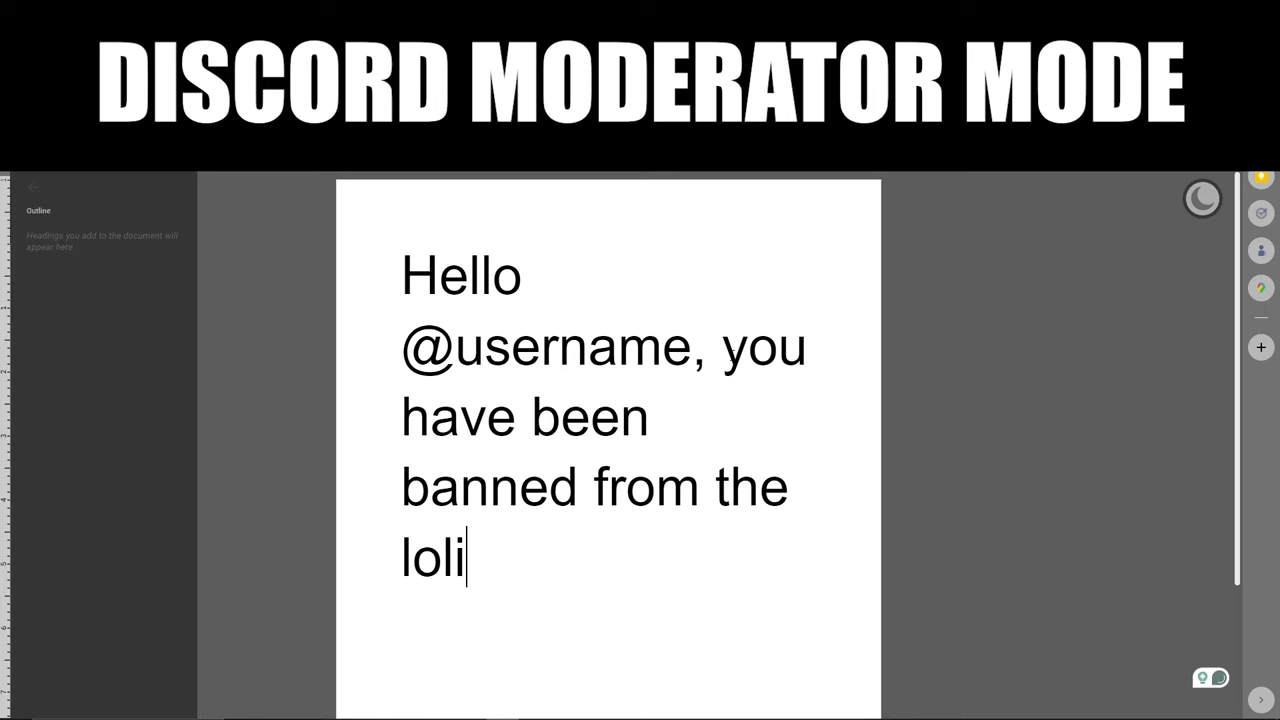 DISCORD MODERATOR MODE
Outline
Headings you add to the document will
appear here
Hello
@username, you
have been
banned from the
loli